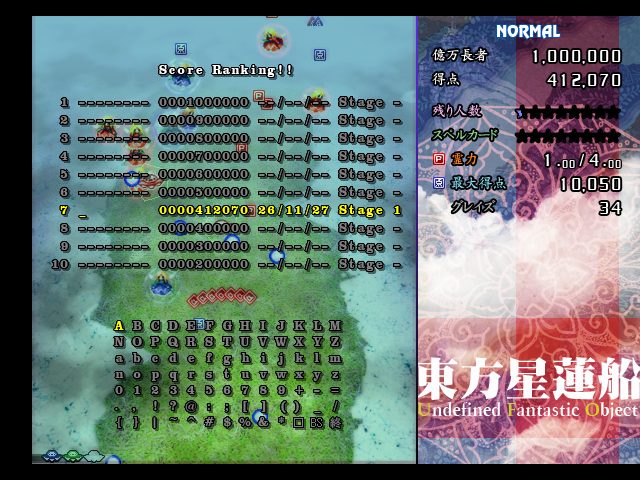 NORMAL
億万長者 1,000,000
得点 412,070
残り人数
スペルカード
P 霊力 1.00/4.00
最大得点 10,050
グレイズ 34
Score Ranking!!
1 -------- 0001000000 --/--/-- Stage -
2 -------- 0000900000 --/--/-- Stage -
3 -------- 0000800000 --/--/-- Stage -
4 -------- 0000700000 --/--/-- Stage -
5 -------- 0000600000 --/--/-- Stage -
6 -------- 0000500000 --/--/-- Stage -
7 _ 0000412070 26/11/27 Stage 1
8 -------- 0000400000 --/--/-- Stage -
9 -------- 0000300000 --/--/-- Stage -
10 -------- 0000200000 --/--/-- Stage -
A B C D E F G H I J K L M
N O P Q R S T U V W X Y Z
a b c d e f g h i j k l m
n o p q r s t u v w x y z
0 1 2 3 4 5 6 7 8 9 + - =
. , ! ? @ : ; [ ] ( ) _ /
{ } | ~ ^ # $ % & * □ BS 終
東方星蓮船
Undefined Fantastic Object